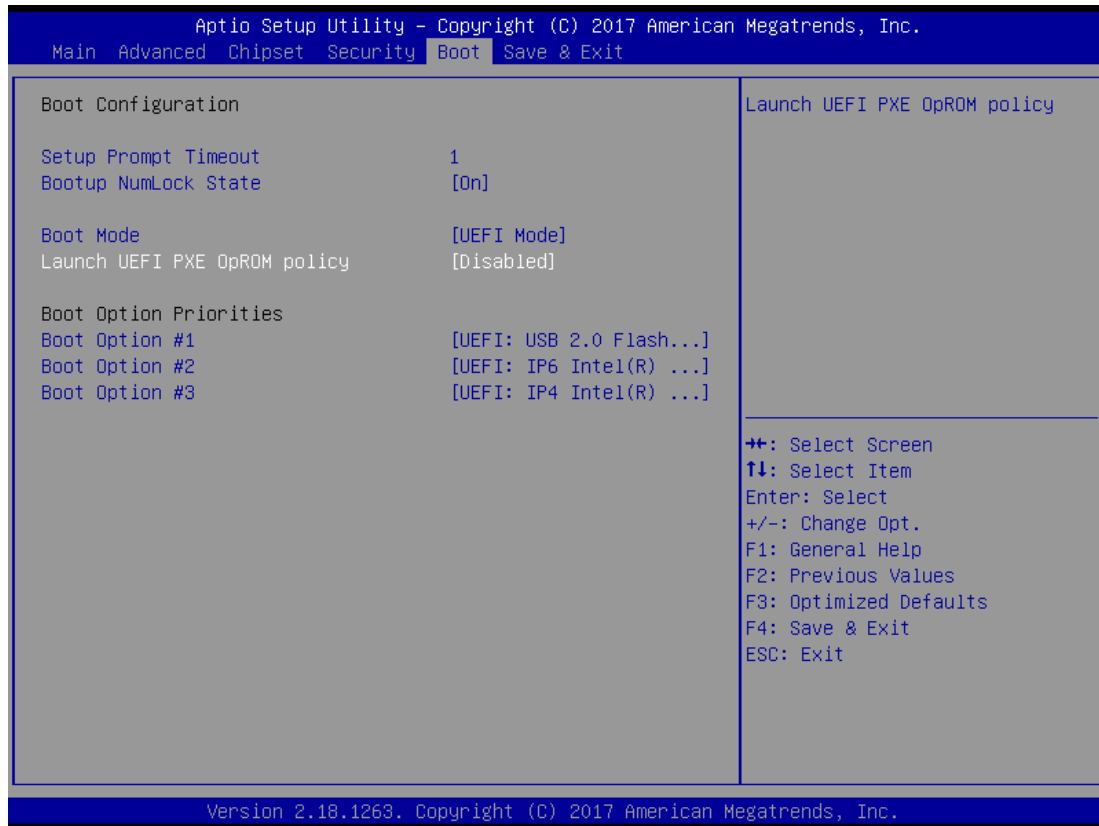 Aptio Setup Utility – Copyright (C) 2017 American Megatrends, Inc.
Main Advanced Chipset Security Boot Save & Exit
Boot Configuration
Setup Prompt Timeout 1
Bootup NumLock State [On]
Boot Mode [UEFI Mode]
Launch UEFI PXE OpROM policy [Disabled]
Boot Option Priorities
Boot Option #1 [UEFI: USB 2.0 Flash...]
Boot Option #2 [UEFI: IP6 Intel(R) ...]
Boot Option #3 [UEFI: IP4 Intel(R) ...]
Launch UEFI PXE OpROM policy
→←: Select Screen
↑↓: Select Item
Enter: Select
+/-: Change Opt.
F1: General Help
F2: Previous Values
F3: Optimized Defaults
F4: Save & Exit
ESC: Exit
Version 2.18.1263. Copyright (C) 2017 American Megatrends, Inc.